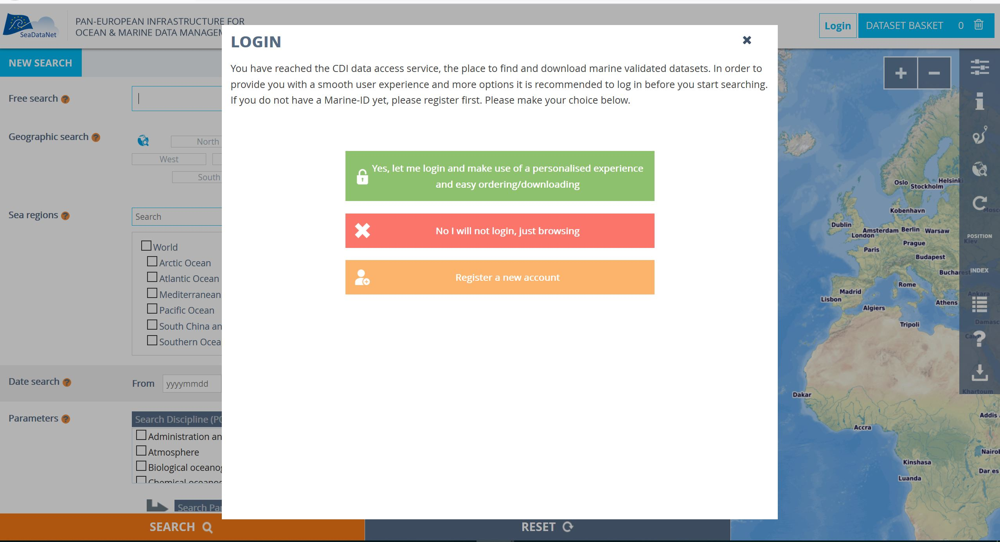 SeaDataNet
PAN-EUROPEAN INFRASTRUCTURE FOR
OCEAN & MARINE DATA MANAGEM
Login
DATASET BASKET 0
NEW SEARCH
Free search ?
Geographic search ?
North
West
South
Sea regions ?
Search
World
Arctic Ocean
Atlantic Ocean
Mediterranean
Pacific Ocean
South China an
Southern Ocea
Date search ?
From yyyymmdd
Parameters ?
Search Discipline (P0
Administration an
Atmosphere
Biological oceanog
Chemical oceanog
Search Par
SEARCH
RESET
LOGIN
You have reached the CDI data access service, the place to find and download marine validated datasets. In order to
provide you with a smooth user experience and more options it is recommended to log in before you start searching.
If you do not have a Marine-ID yet, please register first. Please make your choice below.
Yes, let me login and make use of a personalised experience
and easy ordering/downloading
No I will not login, just browsing
Register a new account
POSITION
INDEX
Oslo
Helsinki
Stockholm
Kobenhavn
Mosc
Dublin
Amsterdam
Berlin
Warsaw
London
Kiev
Prague
Paris
Budapest
Bucharest
Rome
Madrid
Ankara
Lisbon
Athens
Algiers
Tripoli
Damasc
Cairo
Khartoum
Dakar
Addis
Accra
Nairob
Kinshasa
Dar es
Luanda